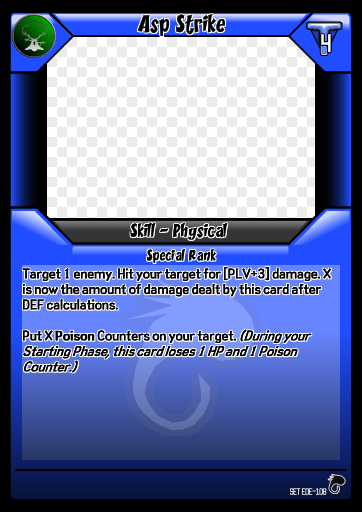 Asp Strike
4
Skill - Physical
Special Rank
Target 1 enemy. Hit your target for [PLV+3] damage. X
is now the amount of damage dealt by this card after
DEF calculations.
Put X Poison Counters on your target. (During your
Starting Phase, this card loses 1 HP and 1 Poison
Counter.)
SET EOE-108